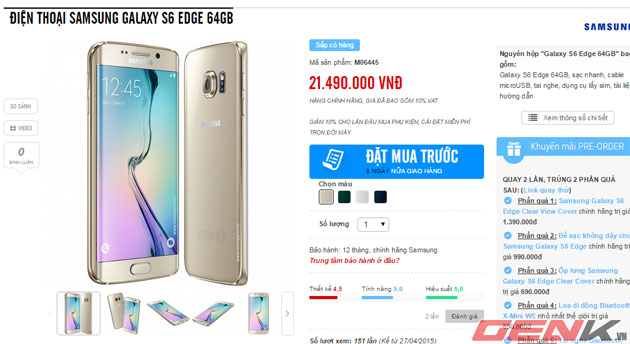 ĐIỆN THOẠI SAMSUNG GALAXY S6 EDGE 64GB
SO SÁNH
VIDEO
0
BÌNH LUẬN
Sắp có hàng
Mã sản phẩm: M06445
21.490.000 VNĐ
HÀNG CHÍNH HÃNG, GIÁ ĐÃ BAO GỒM 10% VAT
GIẢM 10% CHO LẦN ĐẦU MUA PHỤ KIỆN, CÀI ĐẶT MIỄN PHÍ
TRỌN ĐỜI MÁY
ĐẶT MUA TRƯỚC
8 NGÀY NỮA GIAO HÀNG
Chọn màu
Số lượng 1
Bảo hành: 12 tháng, chính hãng Samsung
Trung tâm bảo hành ở đâu?
Thiết kế 4,5 Tính năng 5,0 Hiệu suất 5,0
2 lần Đánh giá
Số lượt xem: 151 lần (Kể từ 27/04/2015)
SAMSUNG
Nguyên hộp "Galaxy S6 Edge 64GB" bao
gồm:
Galaxy S6 Edge 64GB, sạc nhanh, cable
microUSB, tai nghe, dụng cụ lấy sim, tài liệ
hướng dẫn
Xem thông số chi tiết
Khuyến mãi PRE-ORDER
QUAY 2 LẦN, TRÚNG 2 PHẦN QUÀ
SAU: (Link quay thử)
Phần quà 1: Samsung Galaxy S6
Edge Clear View Cover chính hãng trị giá
1.390.000đ
Phần quà 2: Đế sạc không dây cho
Samsung Galaxy S6 Edge chính hãng trị
giá 990.000đ
Phần quà 3: Ốp lưng Samsung
Galaxy S6 Edge Clear Cover chính hãng trị
giá 690.000đ
Phần quà 4: Loa di động Bluetooth
X-Mini WE nhỏ nhất thế giới trị giá
Tai nghe Bluetooth
GENK.VN